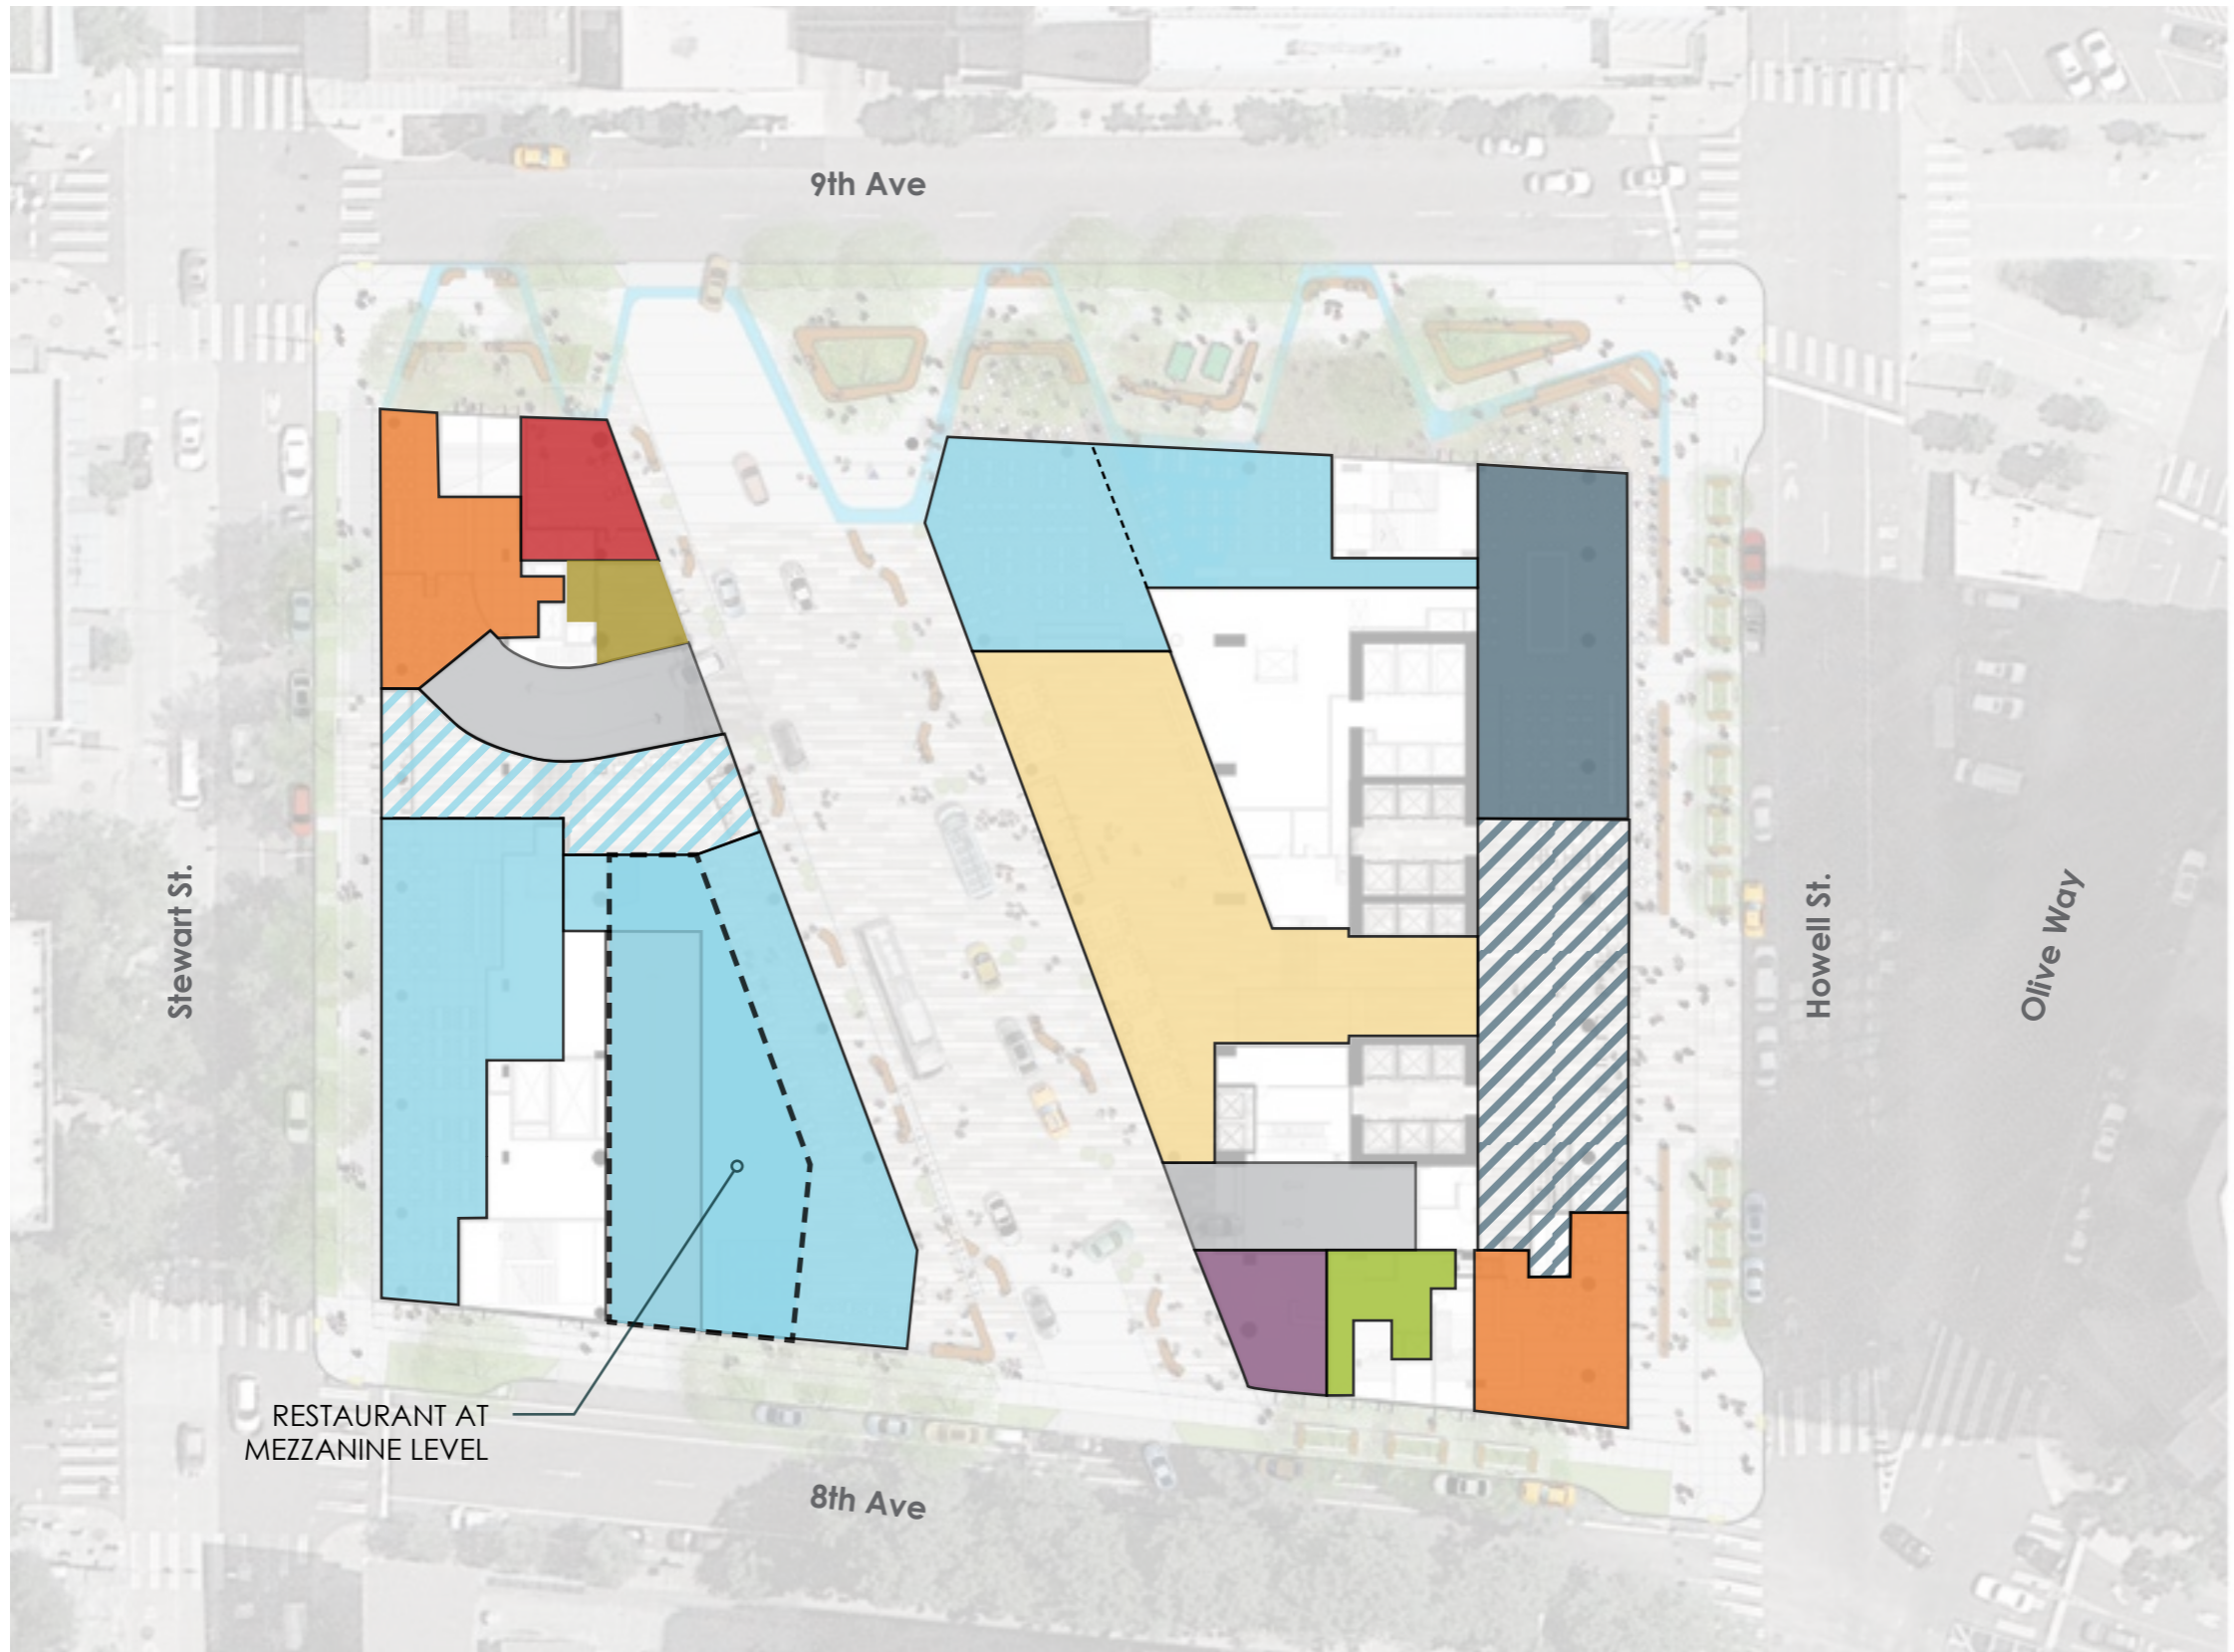 9th Ave
Stewart St.
Howell St.
Olive Way
RESTAURANT AT
MEZZANINE LEVEL
8th Ave